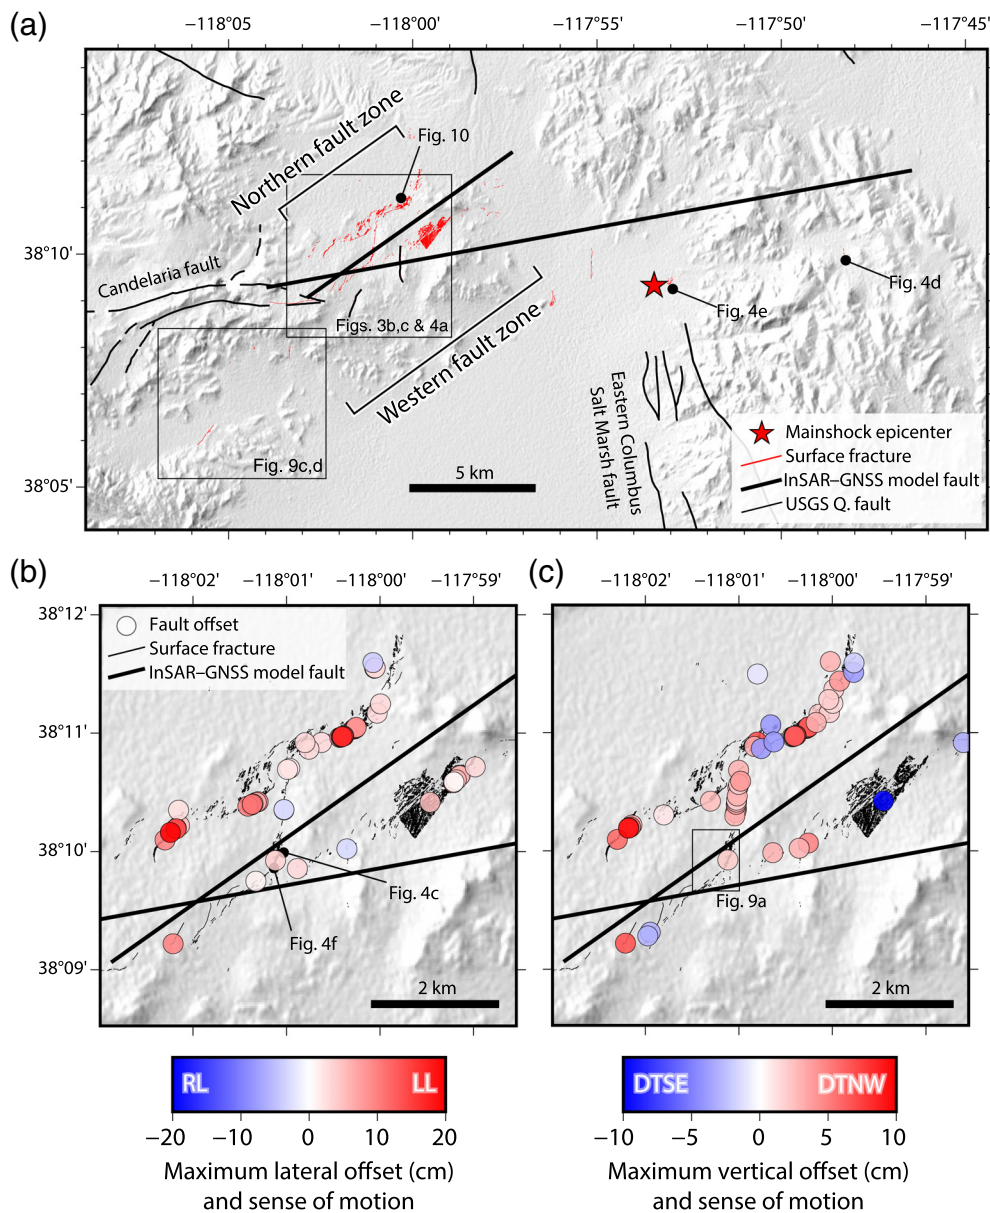 (a)
−118°05' −118°00' −117°55' −117°50' −117°45'
Northern fault zone
Fig. 10
38°10'
Candelaria fault
Fig. 4d
Fig. 4e
Figs. 3b,c & 4a
Western fault zone
Eastern Columbus
Salt Marsh fault
Fig. 9c,d
38°05'
5 km
Mainshock epicenter
Surface fracture
InSAR–GNSS model fault
USGS Q. fault
(b)
−118°02' −118°01' −118°00' −117°59'
38°12'
Fault offset
Surface fracture
InSAR–GNSS model fault
38°11'
38°10'
Fig. 4c
Fig. 4f
38°09'
2 km
RL
LL
−20 −10 0 10 20
Maximum lateral offset (cm)
and sense of motion
(c)
−118°02' −118°01' −118°00' −117°59'
Fig. 9a
2 km
DTSE
DTNW
−10 −5 0 5 10
Maximum vertical offset (cm)
and sense of motion